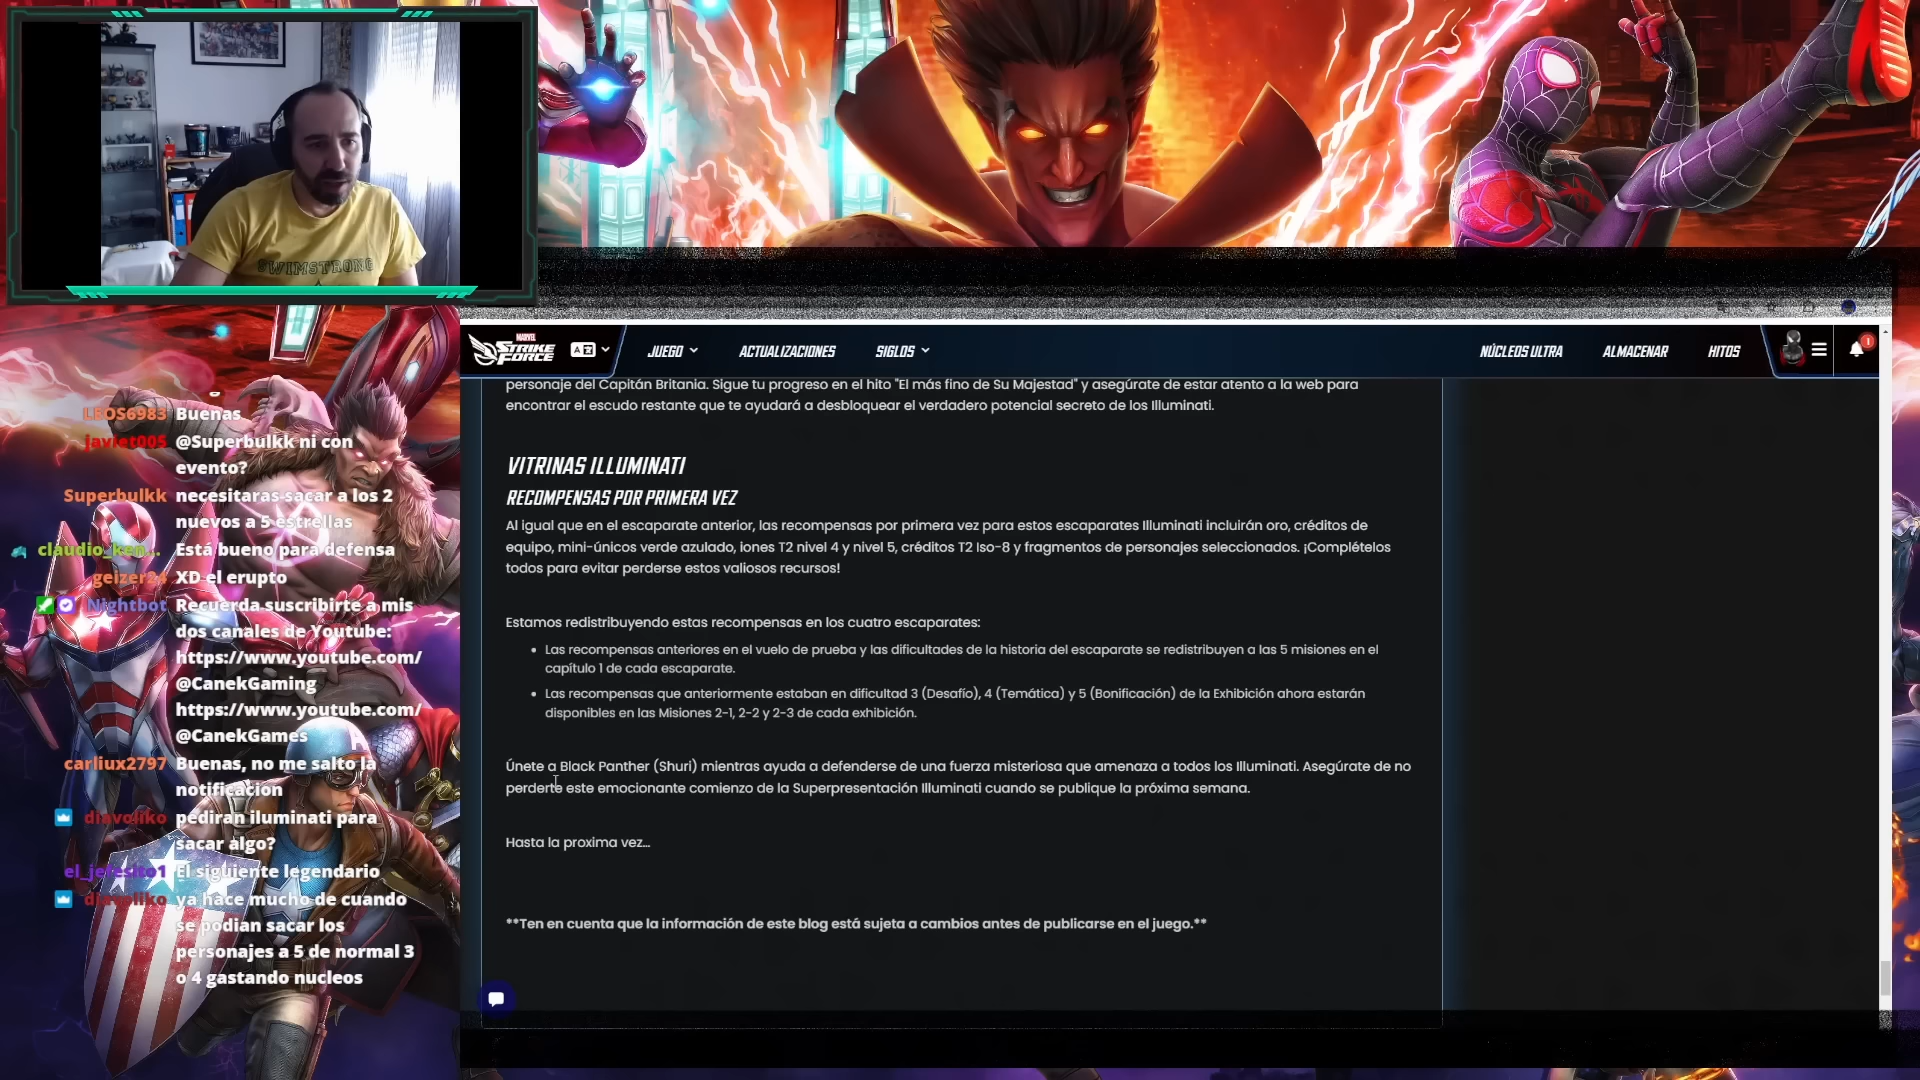 SWIMSTRONG
LEOS6983 Buenas
javiet005 @Superbulkk ni con
evento?
Superbulkk necesitaras sacar a los 2
nuevos a 5 estrellas
claudio_ken... Está bueno para defensa
geizer24 XD el erupto
Nightbot Recuerda suscribirte a mis
dos canales de Youtube:
https://www.youtube.com/
@CanekGaming
https://www.youtube.com/
@CanekGames
carliux2797 Buenas, no me salto la
notificacion
diavoliko pediran iluminati para
sacar algo?
el_jefesito1 El siguiente legendario
diavoliko ya hace mucho de cuando
se podian sacar los
personajes a 5 de normal 3
o 4 gastando nucleos
MARVEL
STRIKE
FORCE
JUEGO
ACTUALIZACIONES
SIGLOS
NÚCLEOS ULTRA
ALMACENAR
HITOS
1
personaje del Capitán Britania. Sigue tu progreso en el hito "El más fino de Su Majestad" y asegúrate de estar atento a la web para
encontrar el escudo restante que te ayudará a desbloquear el verdadero potencial secreto de los Illuminati.
VITRINAS ILLUMINATI
RECOMPENSAS POR PRIMERA VEZ
Al igual que en el escaparate anterior, las recompensas por primera vez para estos escaparates Illuminati incluirán oro, créditos de
equipo, mini-únicos verde azulado, iones T2 nivel 4 y nivel 5, créditos T2 Iso-8 y fragmentos de personajes seleccionados. ¡Complételos
todos para evitar perderse estos valiosos recursos!
Estamos redistribuyendo estas recompensas en los cuatro escaparates:
• Las recompensas anteriores en el vuelo de prueba y las dificultades de la historia del escaparate se redistribuyen a las 5 misiones en el
capítulo 1 de cada escaparate.
• Las recompensas que anteriormente estaban en dificultad 3 (Desafío), 4 (Temática) y 5 (Bonificación) de la Exhibición ahora estarán
disponibles en las Misiones 2-1, 2-2 y 2-3 de cada exhibición.
Únete a Black Panther (Shuri) mientras ayuda a defenderse de una fuerza misteriosa que amenaza a todos los Illuminati. Asegúrate de no
perderte este emocionante comienzo de la Superpresentación Illuminati cuando se publique la próxima semana.
Hasta la proxima vez...
**Ten en cuenta que la información de este blog está sujeta a cambios antes de publicarse en el juego.**